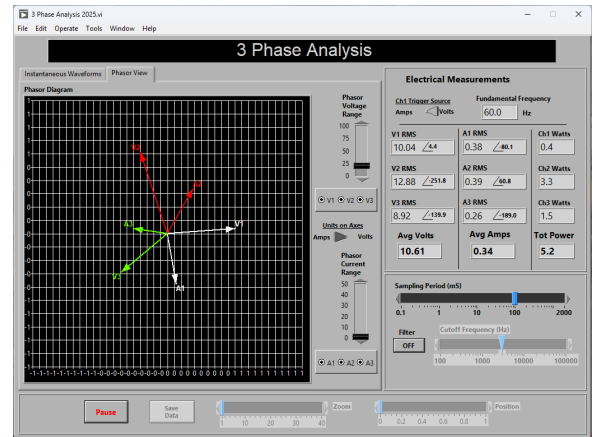 3 Phase Analysis 2025.vi
File Edit Operate Tools Window Help
3 Phase Analysis
Instantaneous Waveforms Phasor View
Phasor Diagram
V2
A2
A3
V1
V3
A1
Phasor
Voltage
Range
100
75
50
25
0
V1 V2 V3
Units on Axes
Amps Volts
Phasor
Current
Range
50
40
30
20
10
0
A1 A2 A3
Electrical Measurements
Ch1 Trigger Source
Amps Volts
Fundamental Frequency
60.0 Hz
V1 RMS A1 RMS Ch1 Watts
10.04 4.4 0.38 -80.1 0.4
V2 RMS A2 RMS Ch2 Watts
12.88 -251.8 0.39 60.8 3.3
V3 RMS A3 RMS Ch3 Watts
8.92 -139.9 0.26 -189.0 1.5
Avg Volts Avg Amps Tot Power
10.61 0.34 5.2
Sampling Period (mS)
0.1 1 10 100 2000
Filter
OFF
Cutoff Frequency (Hz)
100 1000 10000 100000
Pause
Save
Data
Zoom
1 10 20 30 40
Position
0 0.2 0.4 0.6 0.8 1